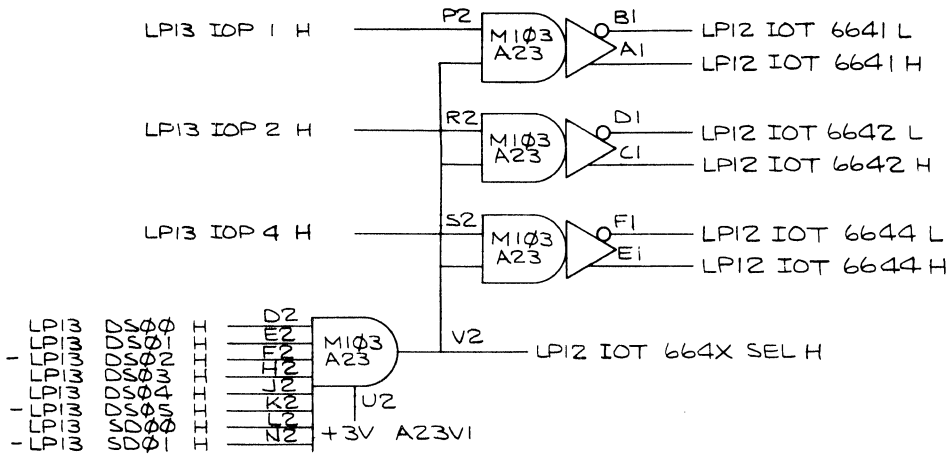 LP13 IOP 1 H P2 M1Ø3 A23 B1 A1 LP12 IOT 6641 L
LP12 IOT 6641 H
LP13 IOP 2 H R2 M1Ø3 A23 D1 C1 LP12 IOT 6642 L
LP12 IOT 6642 H
LP13 IOP 4 H S2 M1Ø3 A23 F1 E1 LP12 IOT 6644 L
LP12 IOT 6644 H
LP13 DSØØ H D2
LP13 DSØ1 H E2
- LP13 DSØ2 H F2
LP13 DSØ3 H H2
LP13 DSØ4 H J2
- LP13 DSØ5 H K2
LP13 SDØØ H L2
- LP13 SDØ1 H N2
M1Ø3 A23 V2 LP12 IOT 664X SEL H
U2
+3V A23V1